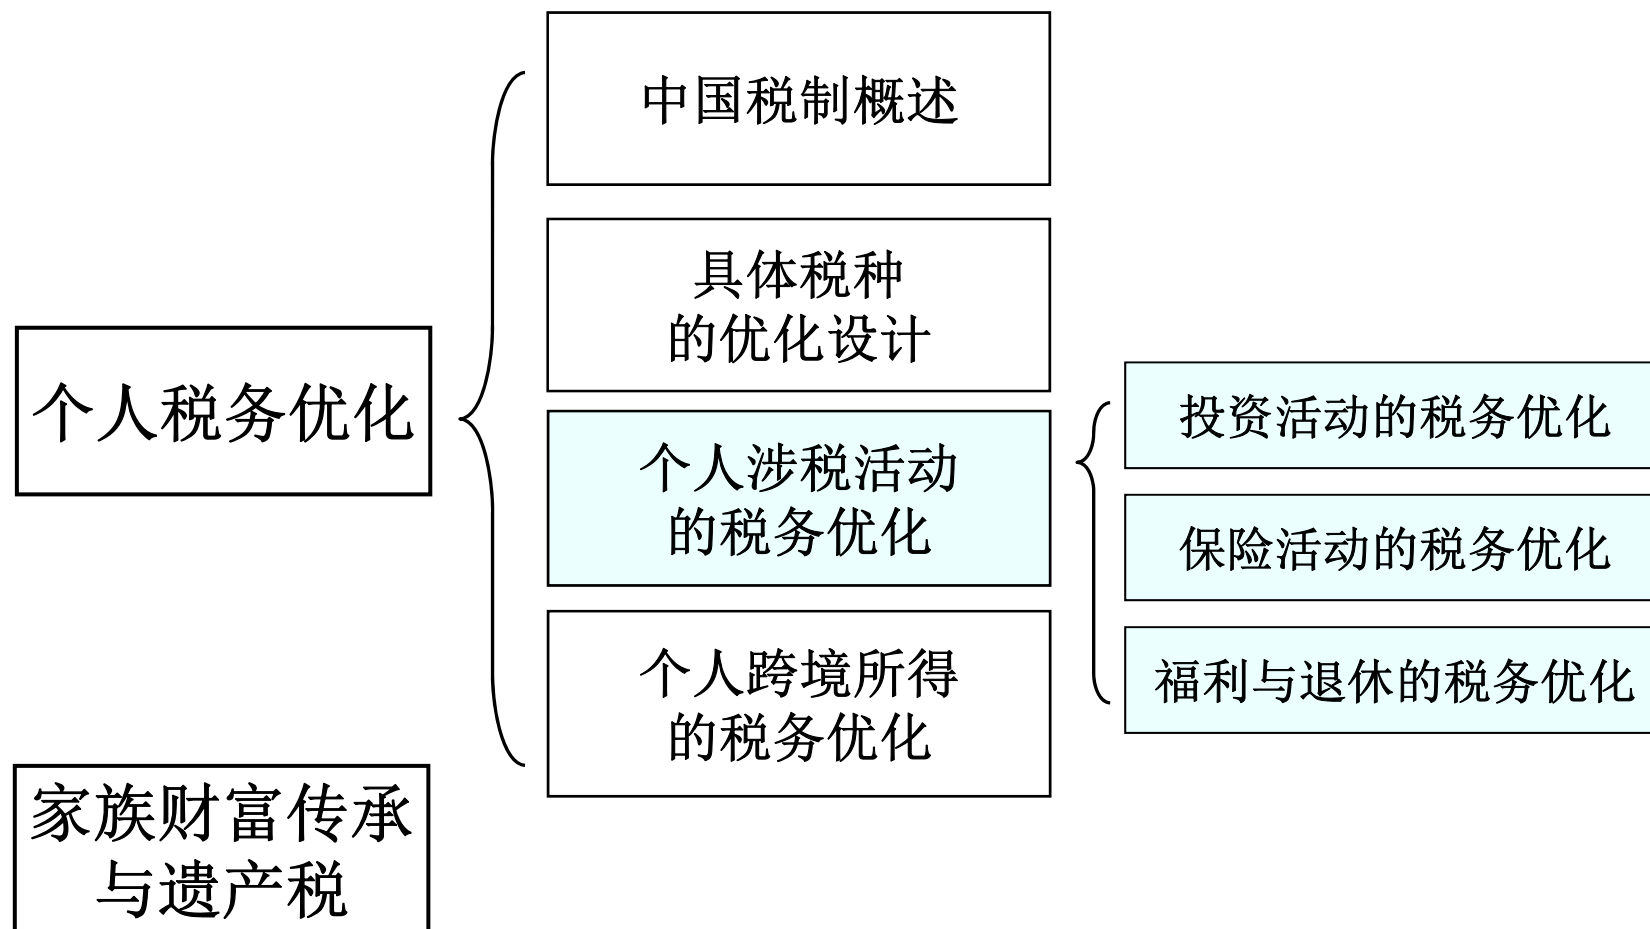 中国税制概述
具体税种
的优化设计
个人税务优化
个人涉税活动
的税务优化
投资活动的税务优化
保险活动的税务优化
福利与退休的税务优化
个人跨境所得
的税务优化
家族财富传承
与遗产税